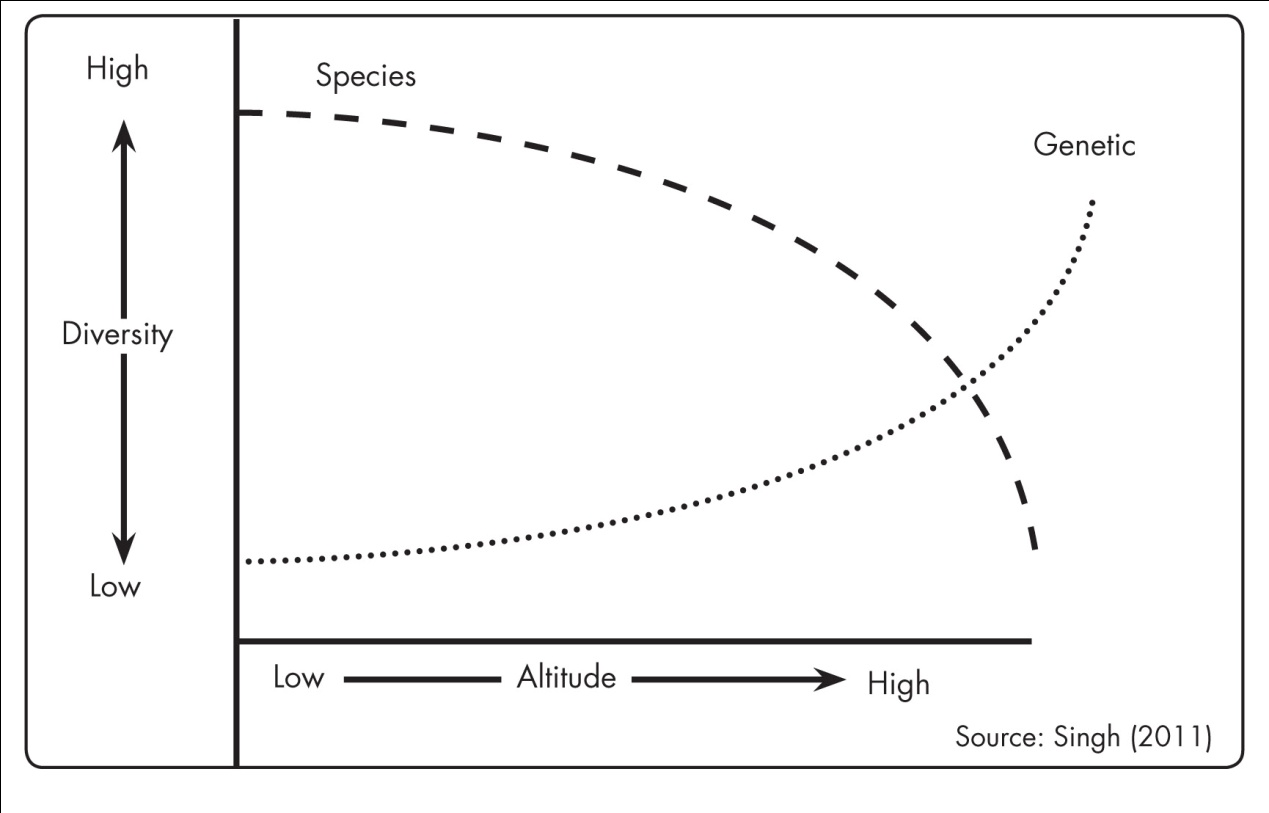 High
Species
Genetic
Diversity
Low
Low Altitude High
Source: Singh (2011)